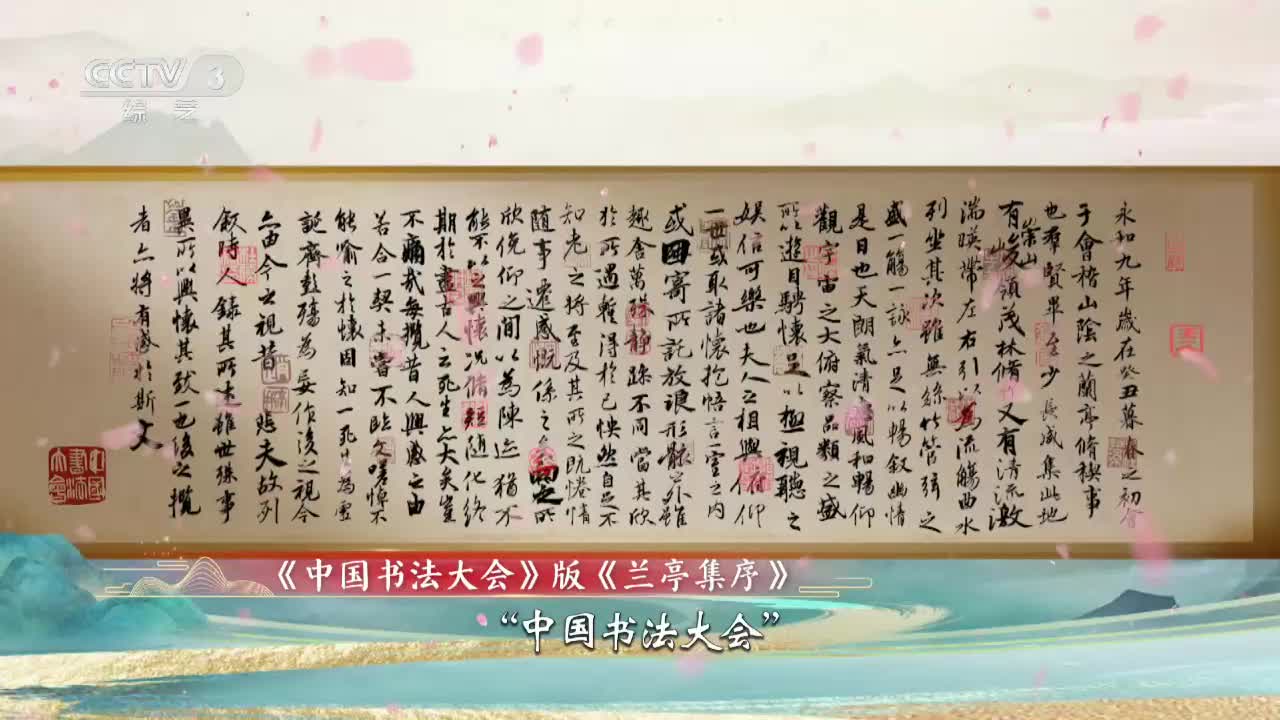 CCTV 3
综艺
永和九年歲在癸丑暮春之初會
于會稽山陰之蘭亭脩稧事
也羣賢畢至少長咸集此地
有崇山峻領茂林脩竹又有清流激
湍暎帶左右引以為流觴曲水
列坐其次雖無絲竹管弦之
盛一觴一詠亦足以暢叙幽情
是日也天朗氣清惠風和暢仰
觀宇宙之大俯察品類之盛
所以遊目騁懷足以極視聽之
娱信可樂也夫人之相與俯仰
一世或取諸懷抱悟言一室之内
或因寄所託放浪形骸之外雖
趣舍萬殊静躁不同當其欣
於所遇蹔得於己怏然自足不
知老之將至及其所之既惓情
隨事遷感慨係之矣向之所
欣俛仰之間以為陳迹猶不
能不以之興懷況脩短隨化終
期於盡古人云死生亦大矣豈
不痛哉每攬昔人興感之由
若合一契未嘗不臨文嗟悼不
能喻之於懷固知一死生為虛
誕齊彭殤為妄作後之視今
亦由今之視昔悲夫故列
叙時人録其所述雖世殊事
異所以興懷其致一也後之攬
者亦將有感於斯文
中國書法大會
《中国书法大会》版《兰亭集序》
“中国书法大会”